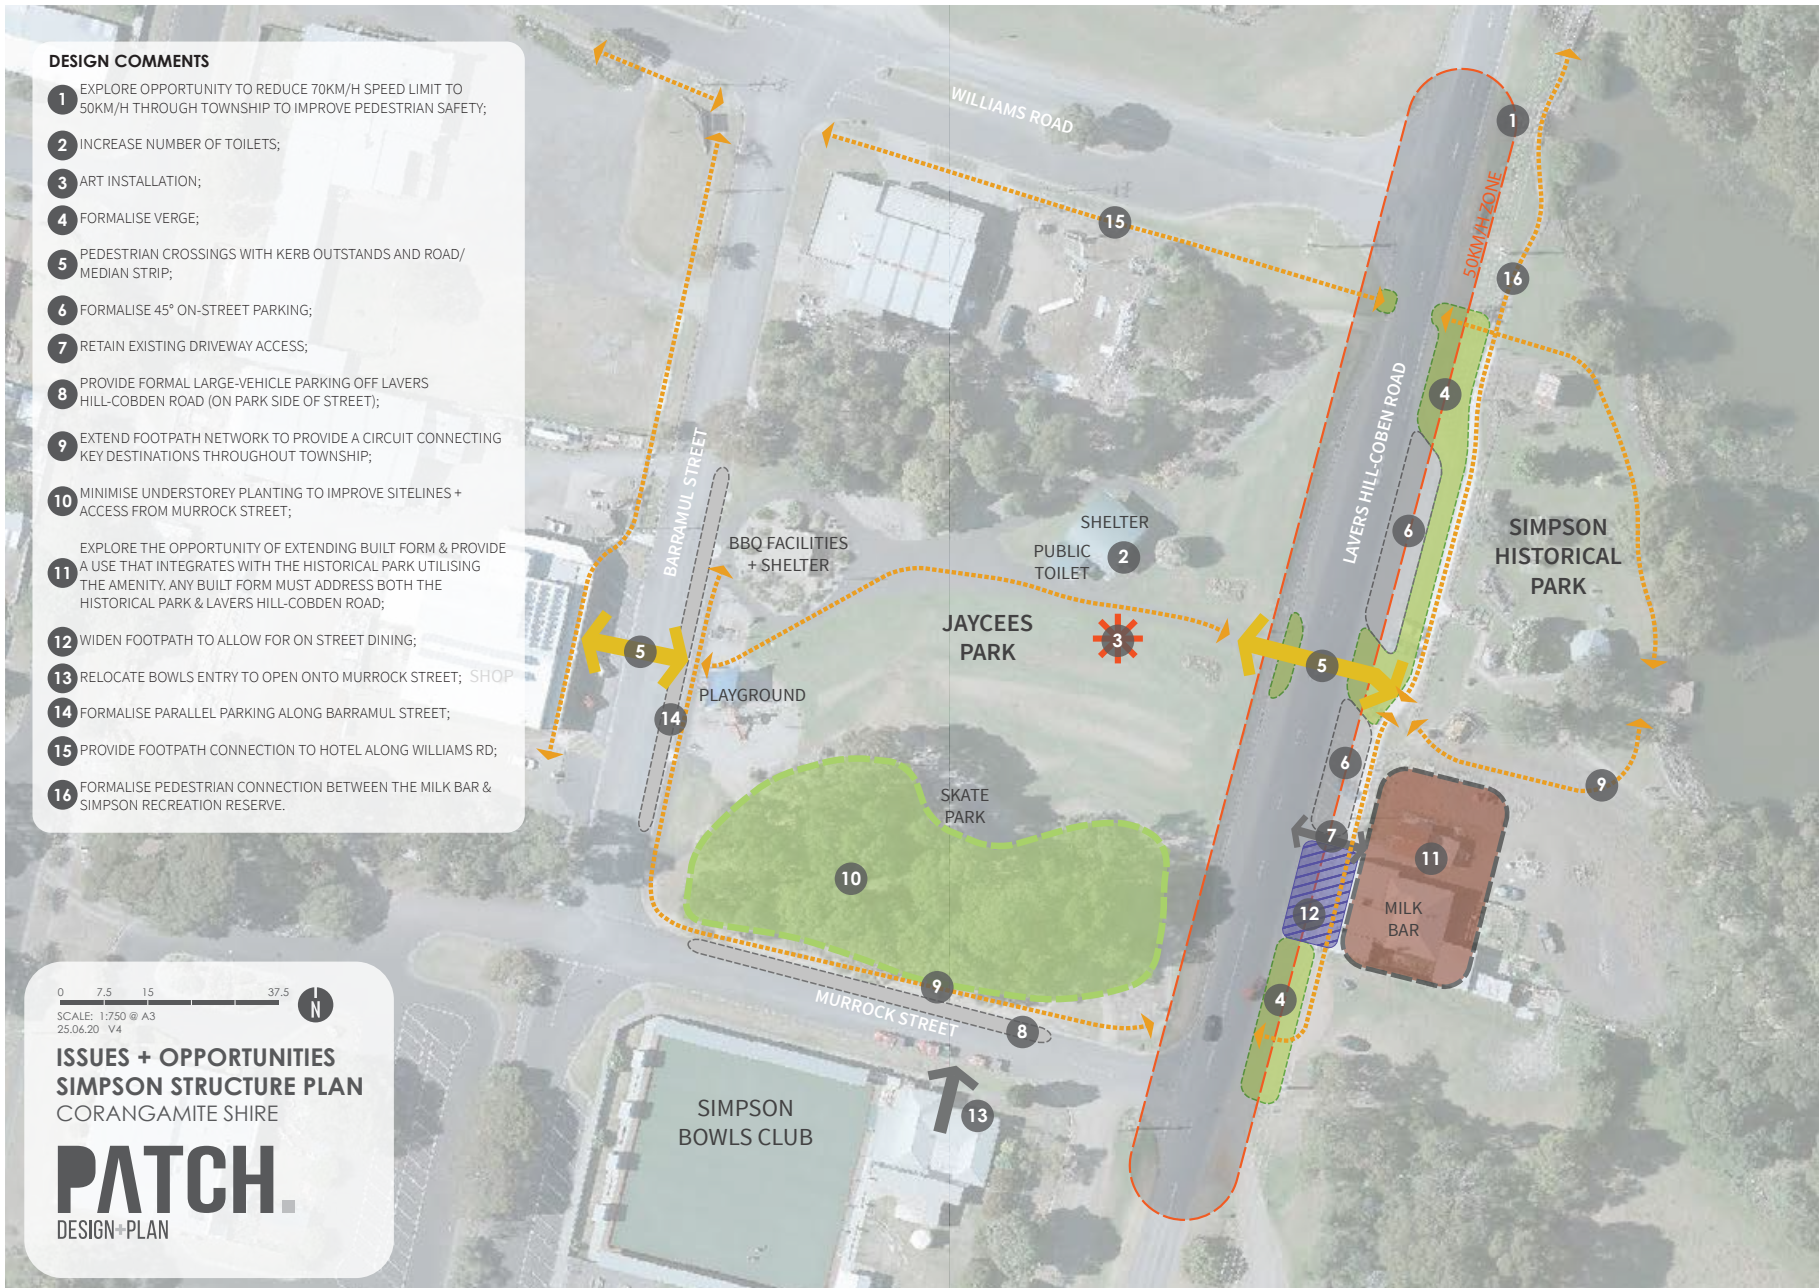 DESIGN COMMENTS
1 EXPLORE OPPORTUNITY TO REDUCE 70KM/H SPEED LIMIT TO
50KM/H THROUGH TOWNSHIP TO IMPROVE PEDESTRIAN SAFETY;
2 INCREASE NUMBER OF TOILETS;
3 ART INSTALLATION;
4 FORMALISE VERGE;
5 PEDESTRIAN CROSSINGS WITH KERB OUTSTANDS AND ROAD/
MEDIAN STRIP;
6 FORMALISE 45° ON-STREET PARKING;
7 RETAIN EXISTING DRIVEWAY ACCESS;
8 PROVIDE FORMAL LARGE-VEHICLE PARKING OFF LAVERS
HILL-COBDEN ROAD (ON PARK SIDE OF STREET);
9 EXTEND FOOTPATH NETWORK TO PROVIDE A CIRCUIT CONNECTING
KEY DESTINATIONS THROUGHOUT TOWNSHIP;
10 MINIMISE UNDERSTOREY PLANTING TO IMPROVE SITELINES +
ACCESS FROM MURROCK STREET;
11 EXPLORE THE OPPORTUNITY OF EXTENDING BUILT FORM & PROVIDE
A USE THAT INTEGRATES WITH THE HISTORICAL PARK UTILISING
THE AMENITY. ANY BUILT FORM MUST ADDRESS BOTH THE
HISTORICAL PARK & LAVERS HILL-COBDEN ROAD;
12 WIDEN FOOTPATH TO ALLOW FOR ON STREET DINING;
13 RELOCATE BOWLS ENTRY TO OPEN ONTO MURROCK STREET;
14 FORMALISE PARALLEL PARKING ALONG BARRAMUL STREET;
15 PROVIDE FOOTPATH CONNECTION TO HOTEL ALONG WILLIAMS RD;
16 FORMALISE PEDESTRIAN CONNECTION BETWEEN THE MILK BAR &
SIMPSON RECREATION RESERVE.
SHOP
WILLIAMS ROAD
1
15
50KM/H ZONE
16
4
LAVERS HILL-COBEN ROAD
BARRAMUL STREET
6
SIMPSON
HISTORICAL
PARK
SHELTER
PUBLIC
TOILET
2
BBQ FACILITIES
+ SHELTER
JAYCEES
PARK
3
5
5
PLAYGROUND
14
6
9
SKATE
PARK
7
11
10
12
MILK
BAR
9
MURROCK STREET
8
4
SIMPSON
BOWLS CLUB
13
0 7.5 15 37.5
N
SCALE: 1:750 @ A3
25.06.20 V4
ISSUES + OPPORTUNITIES
SIMPSON STRUCTURE PLAN
CORANGAMITE SHIRE
PATCH.
DESIGN+PLAN